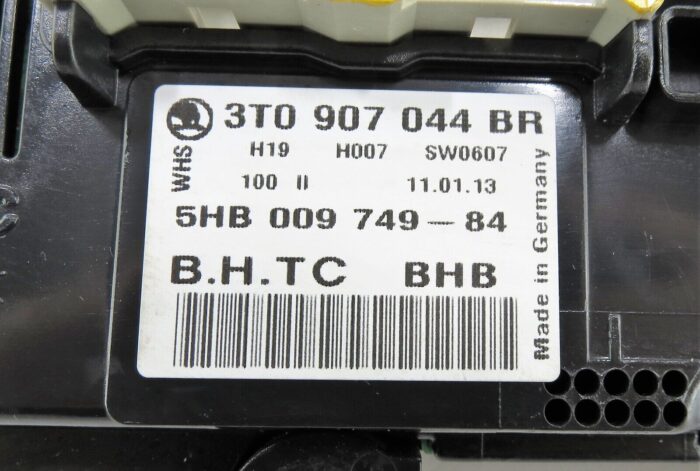 3T0 907 044 BR
H19 H007 SW0607
WHS
100 II 11.01.13
5HB 009 749 - 84
B.H.TC BHB
Made in Germany